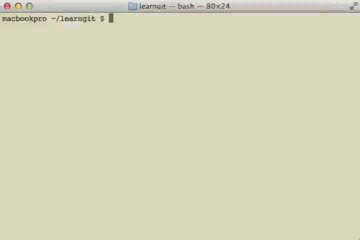 learngit — bash — 80×24
macbookpro ~/learngit $